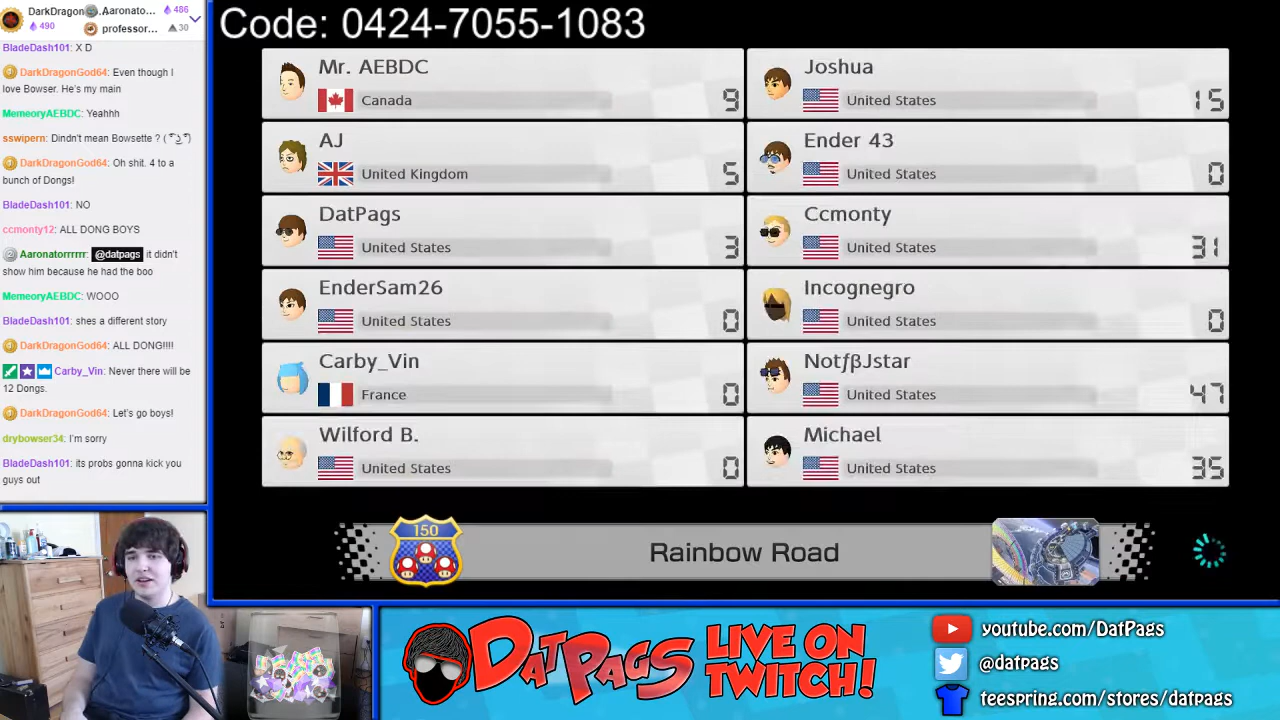 DarkDragon... Aaronato... 486
490 professor... 30
BladeDash101: X D
DarkDragonGod64: Even though I
love Bowser. He's my main
MemeoryAEBDC: Yeahhh
sswipern: Dindn't mean Bowsette ? ( ͡° ͜ʖ ͡°)
DarkDragonGod64: Oh shit. 4 to a
bunch of Dongs!
BladeDash101: NO
ccmonty12: ALL DONG BOYS
Aaronatorrrrrr: @datpags it didn't
show him because he had the boo
MemeoryAEBDC: WOOO
BladeDash101: shes a different story
DarkDragonGod64: ALL DONG!!!!
Carby_Vin: Never there will be
12 Dongs.
DarkDragonGod64: Let's go boys!
drybowser34: I'm sorry
BladeDash101: its probs gonna kick you
guys out
Code: 0424-7055-1083
Mr. AEBDC
Canada 9
Joshua
United States 15
AJ
United Kingdom 5
Ender 43
United States 0
DatPags
United States 3
Ccmonty
United States 31
EnderSam26
United States 0
Incognegro
United States 0
Carby_Vin
France 0
NotƒβJstar
United States 47
Wilford B.
United States 0
Michael
United States 35
150
Rainbow Road
DATPAGS
LIVE ON
TWITCH!
youtube.com/DatPags
@datpags
teespring.com/stores/datpags